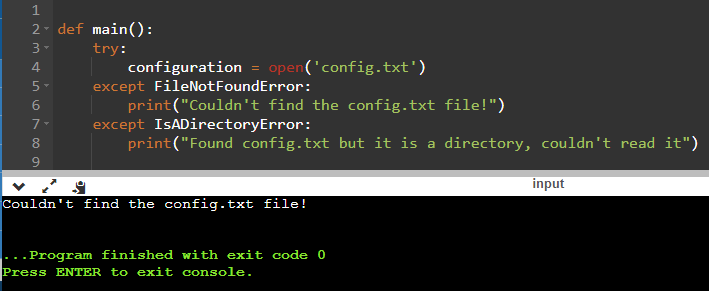 1
2 def main():
3     try:
4         configuration = open('config.txt')
5     except FileNotFoundError:
6         print("Couldn't find the config.txt file!")
7     except IsADirectoryError:
8         print("Found config.txt but it is a directory, couldn't read it")
9
input
Couldn't find the config.txt file!
...Program finished with exit code 0
Press ENTER to exit console.